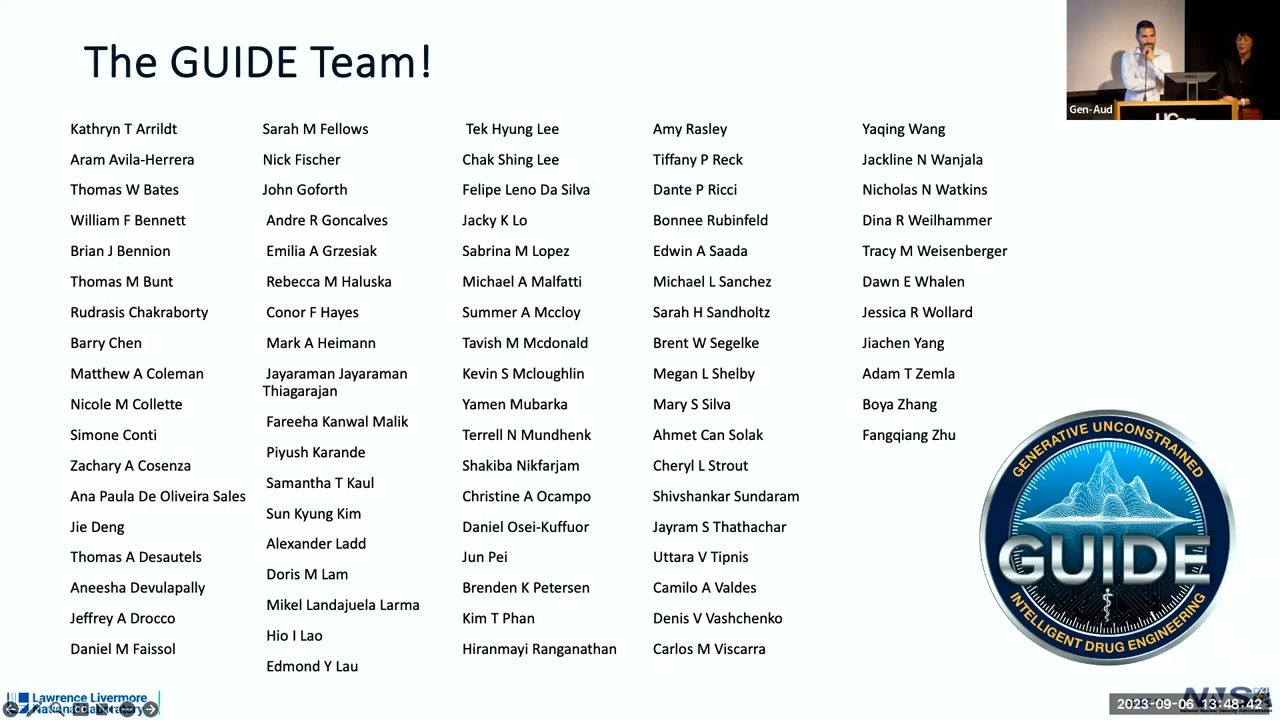 The GUIDE Team!
Gen-Aud
Kathryn T Arrildt
Aram Avila-Herrera
Thomas W Bates
William F Bennett
Brian J Bennion
Thomas M Bunt
Rudrasis Chakraborty
Barry Chen
Matthew A Coleman
Nicole M Collette
Simone Conti
Zachary A Cosenza
Ana Paula De Oliveira Sales
Jie Deng
Thomas A Desautels
Aneesha Devulapally
Jeffrey A Drocco
Daniel M Faissol
Sarah M Fellows
Nick Fischer
John Goforth
Andre R Goncalves
Emilia A Grzesiak
Rebecca M Haluska
Conor F Hayes
Mark A Heimann
Jayaraman Jayaraman
Thiagarajan
Fareeha Kanwal Malik
Piyush Karande
Samantha T Kaul
Sun Kyung Kim
Alexander Ladd
Doris M Lam
Mikel Landajuela Larma
Hio I Lao
Edmond Y Lau
Tek Hyung Lee
Chak Shing Lee
Felipe Leno Da Silva
Jacky K Lo
Sabrina M Lopez
Michael A Malfatti
Summer A Mccloy
Tavish M Mcdonald
Kevin S Mcloughlin
Yamen Mubarka
Terrell N Mundhenk
Shakiba Nikfarjam
Christine A Ocampo
Daniel Osei-Kuffuor
Jun Pei
Brenden K Petersen
Kim T Phan
Hiranmayi Ranganathan
Amy Rasley
Tiffany P Reck
Dante P Ricci
Bonnee Rubinfeld
Edwin A Saada
Michael L Sanchez
Sarah H Sandholtz
Brent W Segelke
Megan L Shelby
Mary S Silva
Ahmet Can Solak
Cheryl L Strout
Shivshankar Sundaram
Jayram S Thathachar
Uttara V Tipnis
Camilo A Valdes
Denis V Vashchenko
Carlos M Viscarra
Yaqing Wang
Jackline N Wanjala
Nicholas N Watkins
Dina R Weilhammer
Tracy M Weisenberger
Dawn E Whalen
Jessica R Wollard
Jiachen Yang
Adam T Zemla
Boya Zhang
Fangqiang Zhu
GENERATIVE UNCONSTRAINED
GUIDE
INTELLIGENT DRUG ENGINEERING
Lawrence Livermore
National Laboratory
2023-09-06 13:48:42